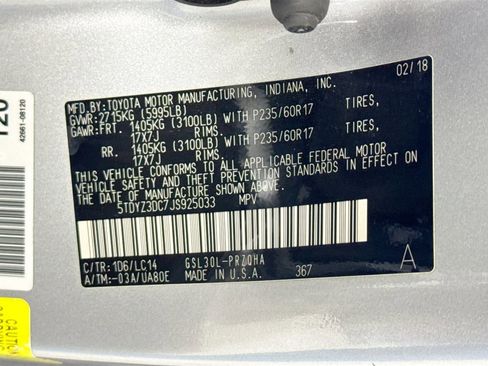 MFD. BY: TOYOTA MOTOR MANUFACTURING, INDIANA, INC. 02/18
GVWR: 2715KG (5995LB)
GAWR: FRT. 1405KG (3100LB) WITH P235/60R17 TIRES,
17X7J RIMS.
RR. 1405KG (3100LB) WITH P235/60R17 TIRES,
17X7J RIMS.
THIS VEHICLE CONFORMS TO ALL APPLICABLE FEDERAL MOTOR
VEHICLE SAFETY AND THEFT PREVENTION STANDARDS IN EFFECT ON
THE DATE OF MANUFACTURE SHOWN ABOVE.
5TDYZ3DC7JS925033 MPV
C/TR: 1D6/LC14 GSL30L-PRZQHA
A/TM:-03A/UA80E MADE IN U.S.A. 367
A
42661-08120
120
CAUTION